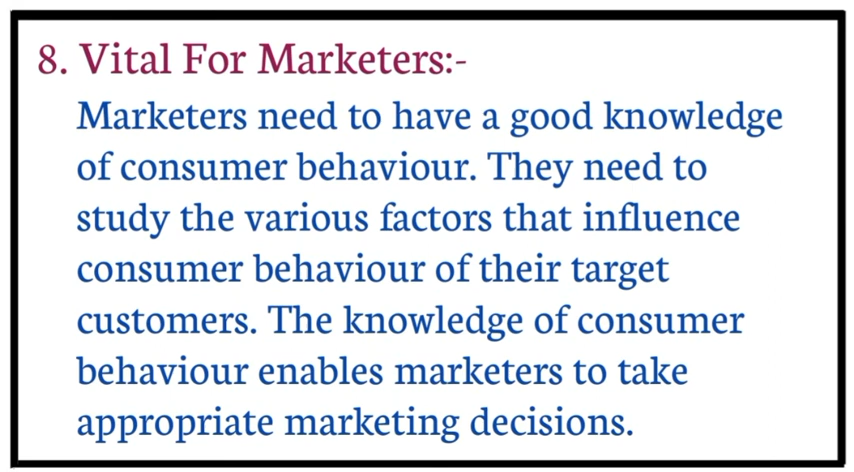 8. Vital For Marketers:-
Marketers need to have a good knowledge
of consumer behaviour. They need to
study the various factors that influence
consumer behaviour of their target
customers. The knowledge of consumer
behaviour enables marketers to take
appropriate marketing decisions.